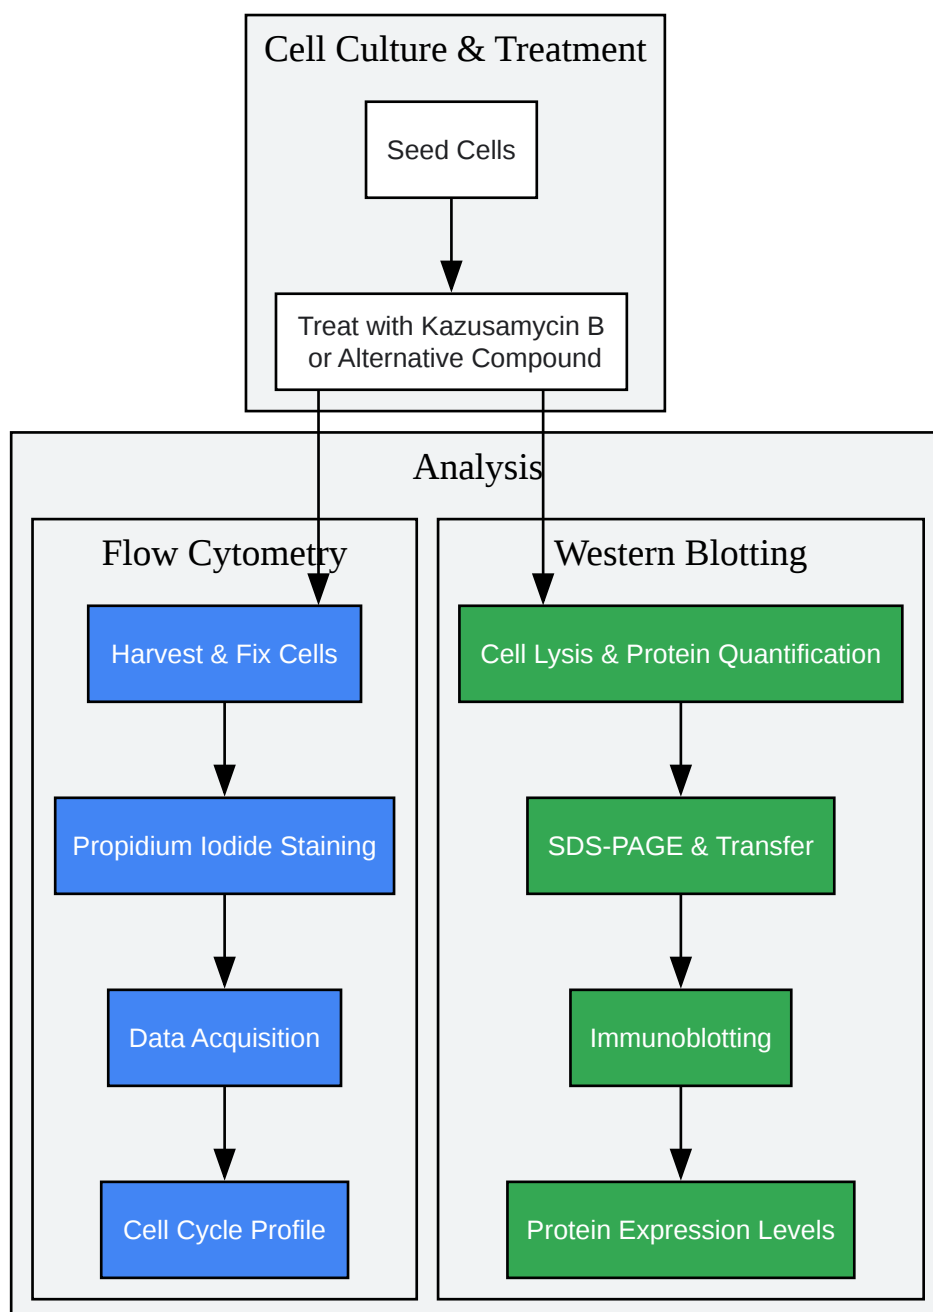 Cell Culture & Treatment
Seed Cells
Treat with Kazusamycin B
or Alternative Compound
Analysis
Flow Cytometry
Harvest & Fix Cells
Propidium Iodide Staining
Data Acquisition
Cell Cycle Profile
Western Blotting
Cell Lysis & Protein Quantification
SDS-PAGE & Transfer
Immunoblotting
Protein Expression Levels